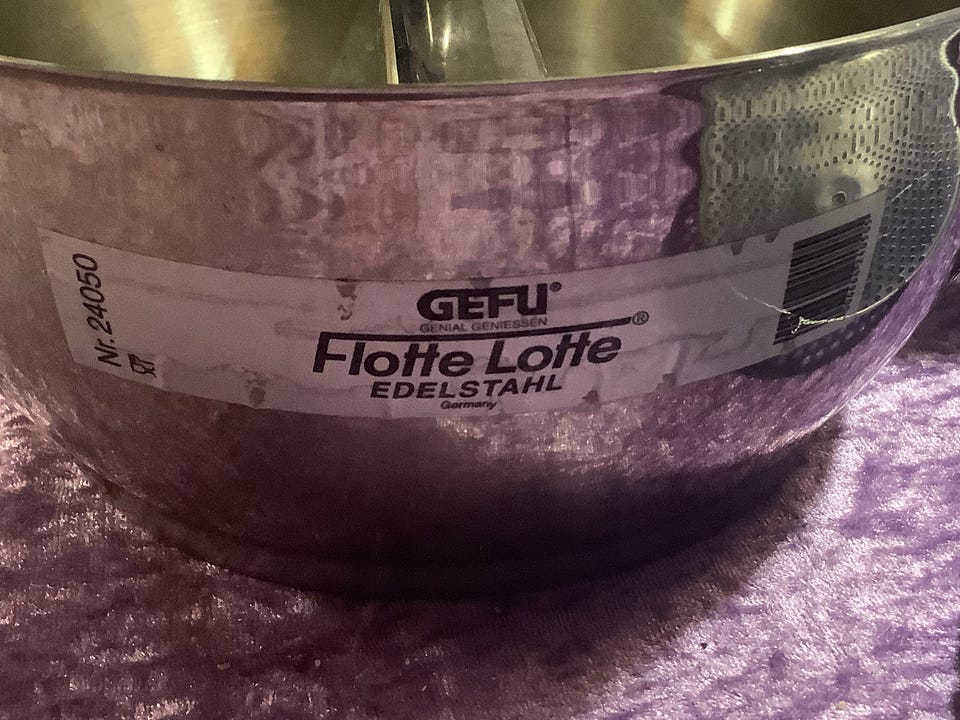 Nr. 24050
GEFU®
GENIAL GENIESSEN
Flotte Lotte®
EDELSTAHL
Germany